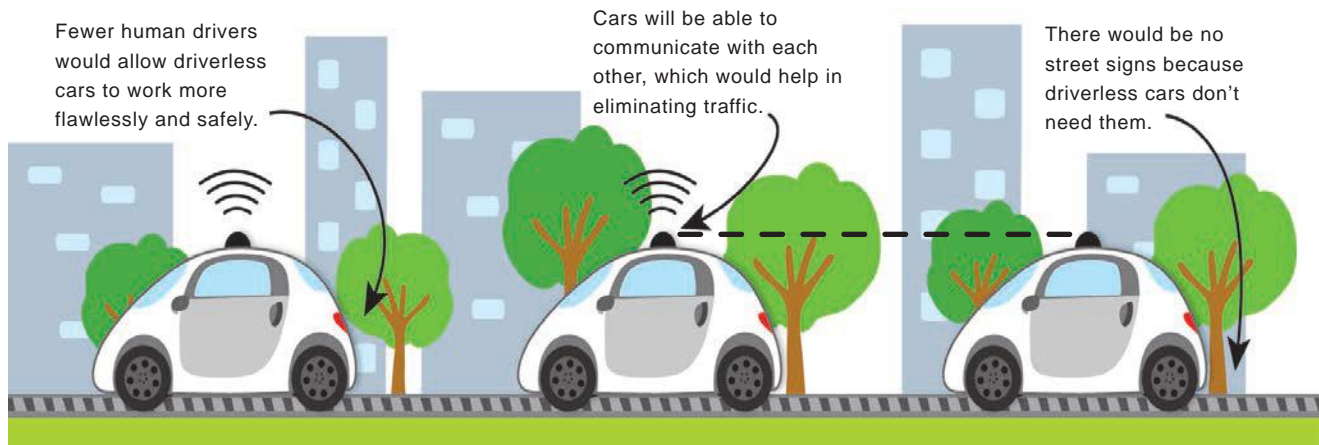 Fewer human drivers
would allow driverless
cars to work more
flawlessly and safely.
Cars will be able to
communicate with each
other, which would help in
eliminating traffic.
There would be no
street signs because
driverless cars don't
need them.